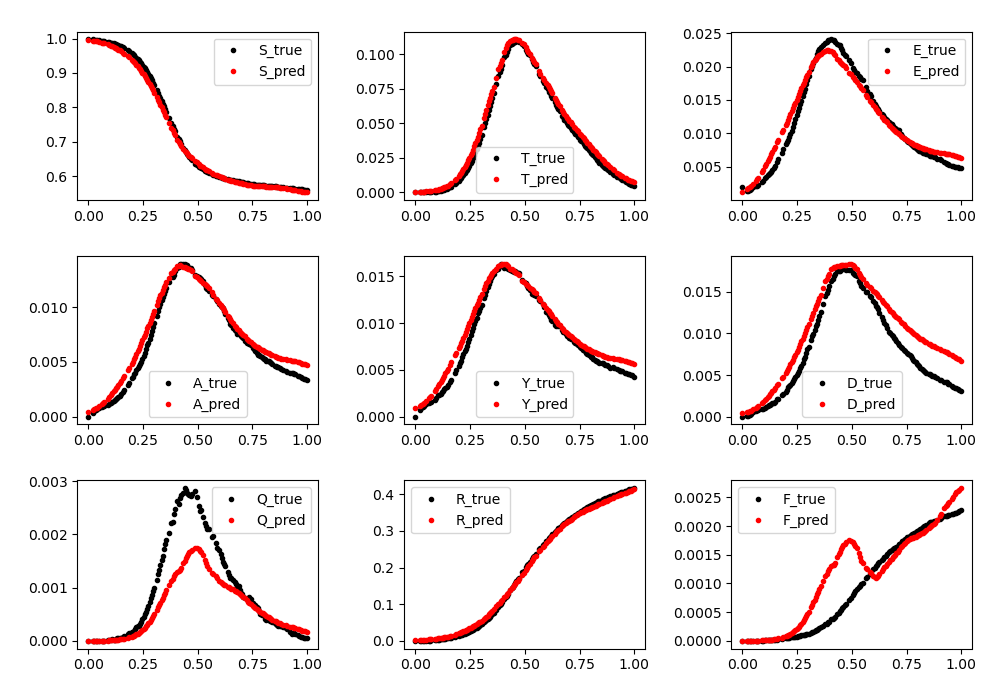 1.0
0.9
0.8
0.7
0.6
S_true
S_pred
0.00 0.25 0.50 0.75 1.00
0.100
0.075
0.050
0.025
0.000
T_true
T_pred
0.00 0.25 0.50 0.75 1.00
0.025
0.020
0.015
0.010
0.005
E_true
E_pred
0.00 0.25 0.50 0.75 1.00
0.010
0.005
0.000
A_true
A_pred
0.00 0.25 0.50 0.75 1.00
0.015
0.010
0.005
0.000
Y_true
Y_pred
0.00 0.25 0.50 0.75 1.00
0.015
0.010
0.005
0.000
D_true
D_pred
0.00 0.25 0.50 0.75 1.00
0.003
0.002
0.001
0.000
Q_true
Q_pred
0.00 0.25 0.50 0.75 1.00
0.4
0.3
0.2
0.1
0.0
R_true
R_pred
0.00 0.25 0.50 0.75 1.00
0.0025
0.0020
0.0015
0.0010
0.0005
0.0000
F_true
F_pred
0.00 0.25 0.50 0.75 1.00